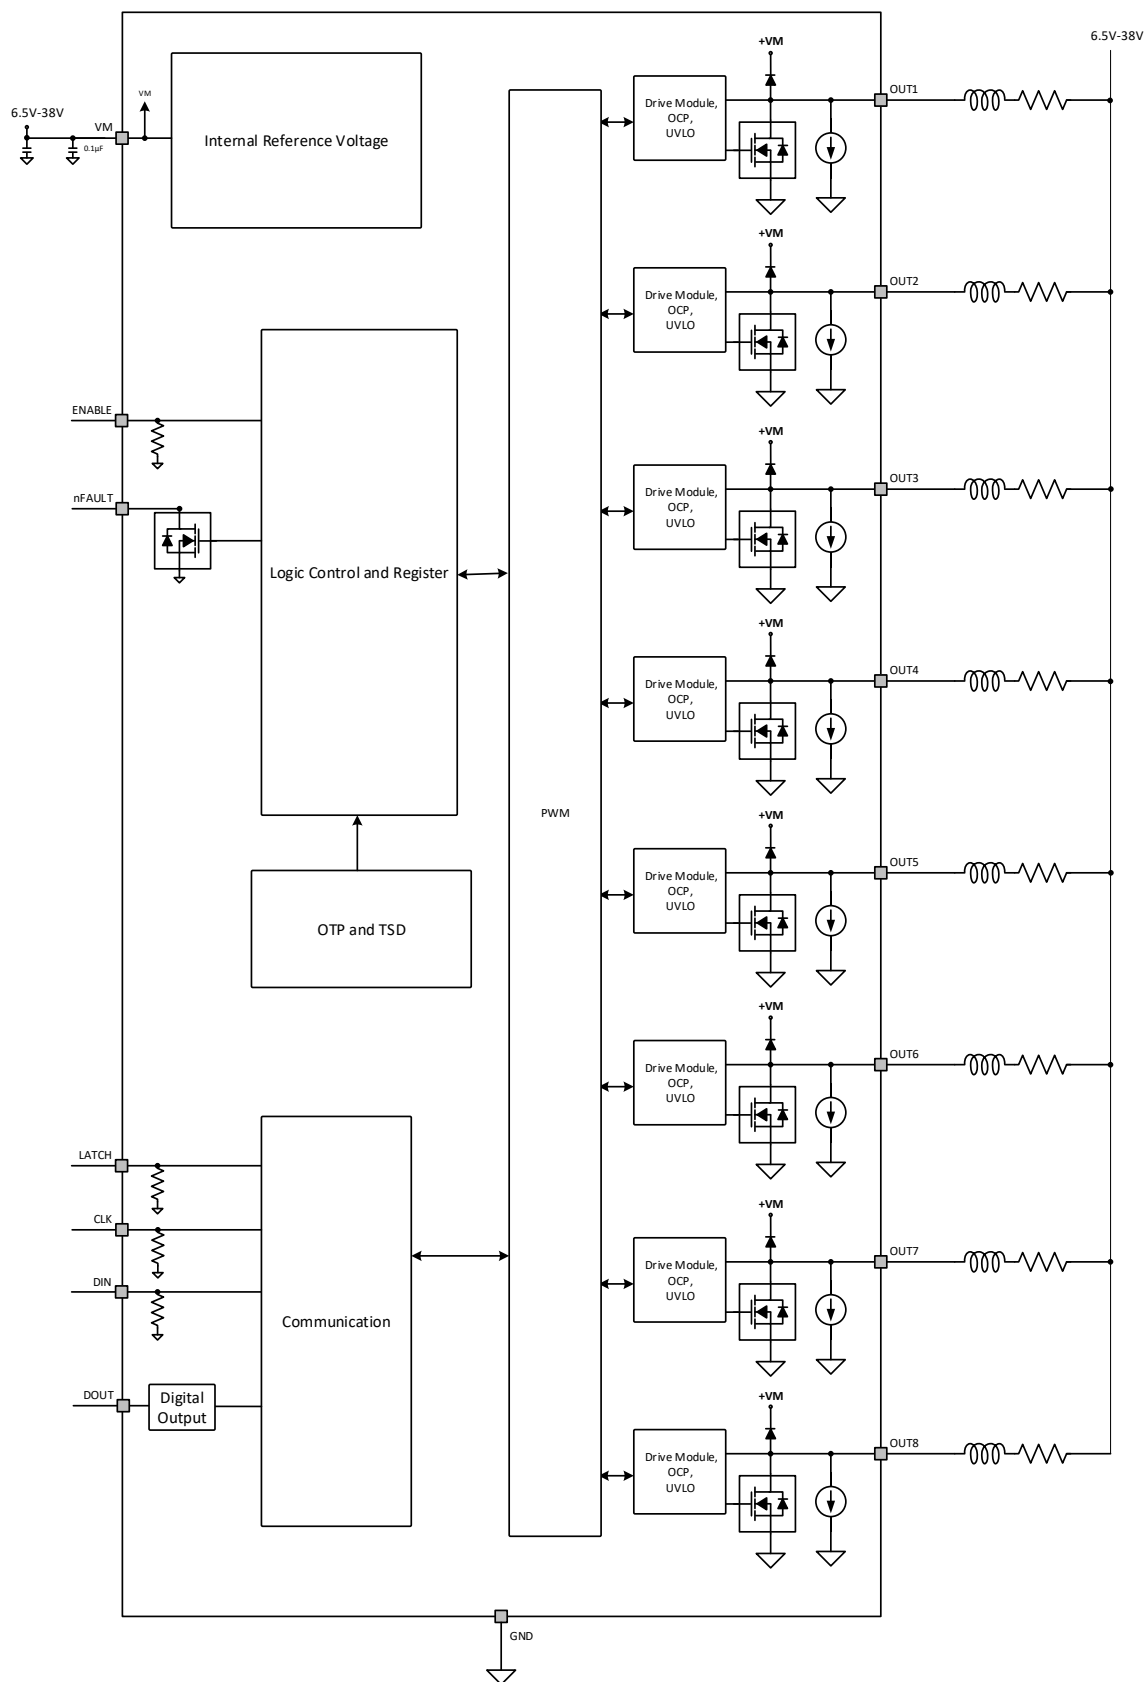 6.5V-38V
6.5V-38V
VM
VM
0.1µF
Internal Reference Voltage
+VM
Drive Module,
OCP,
UVLO
OUT1
+VM
Drive Module,
OCP,
UVLO
OUT2
ENABLE
nFAULT
Logic Control and Register
+VM
Drive Module,
OCP,
UVLO
OUT3
+VM
Drive Module,
OCP,
UVLO
OUT4
PWM
+VM
Drive Module,
OCP,
UVLO
OUT5
OTP and TSD
+VM
Drive Module,
OCP,
UVLO
OUT6
LATCH
CLK
DIN
Communication
DOUT
Digital
Output
+VM
Drive Module,
OCP,
UVLO
OUT7
+VM
Drive Module,
OCP,
UVLO
OUT8
GND